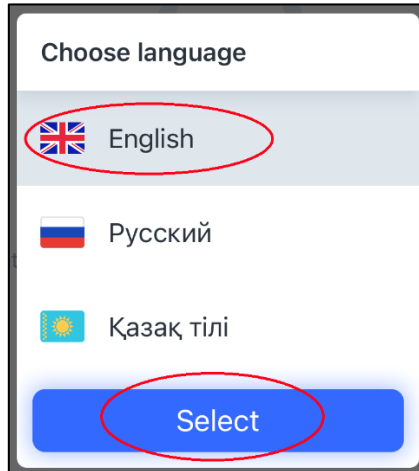 Choose language
English
Русский
Қазақ тілі
Select